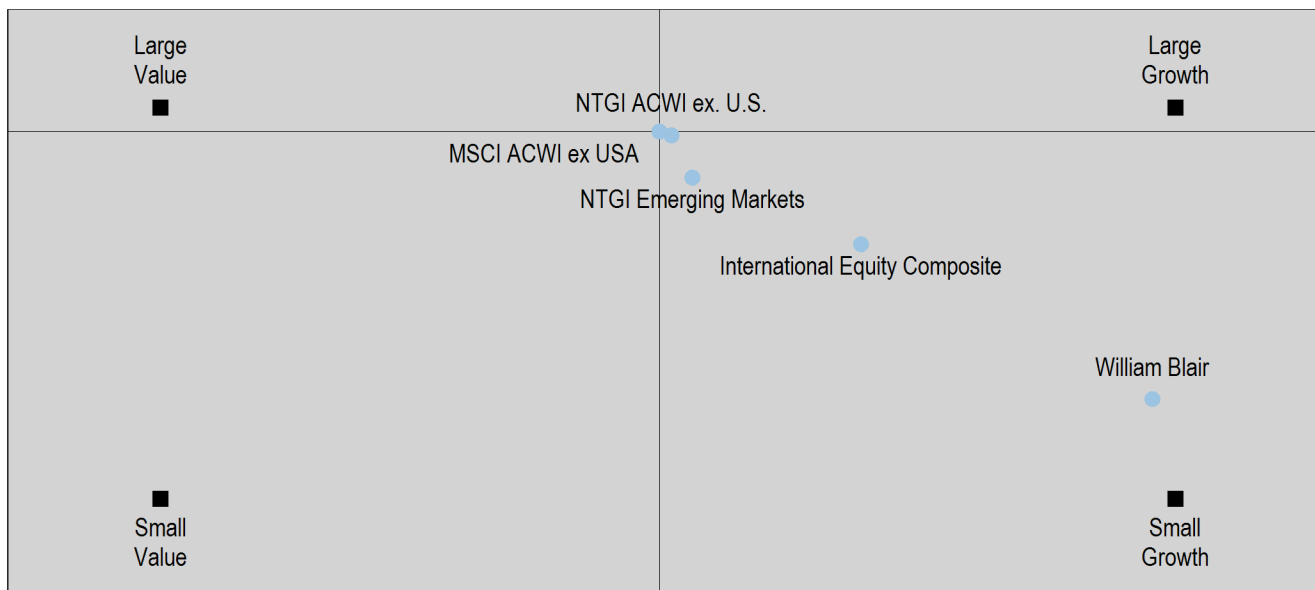 Large
Value
Large
Growth
NTGI ACWI ex. U.S.
MSCI ACWI ex USA
NTGI Emerging Markets
International Equity Composite
William Blair
Small
Value
Small
Growth